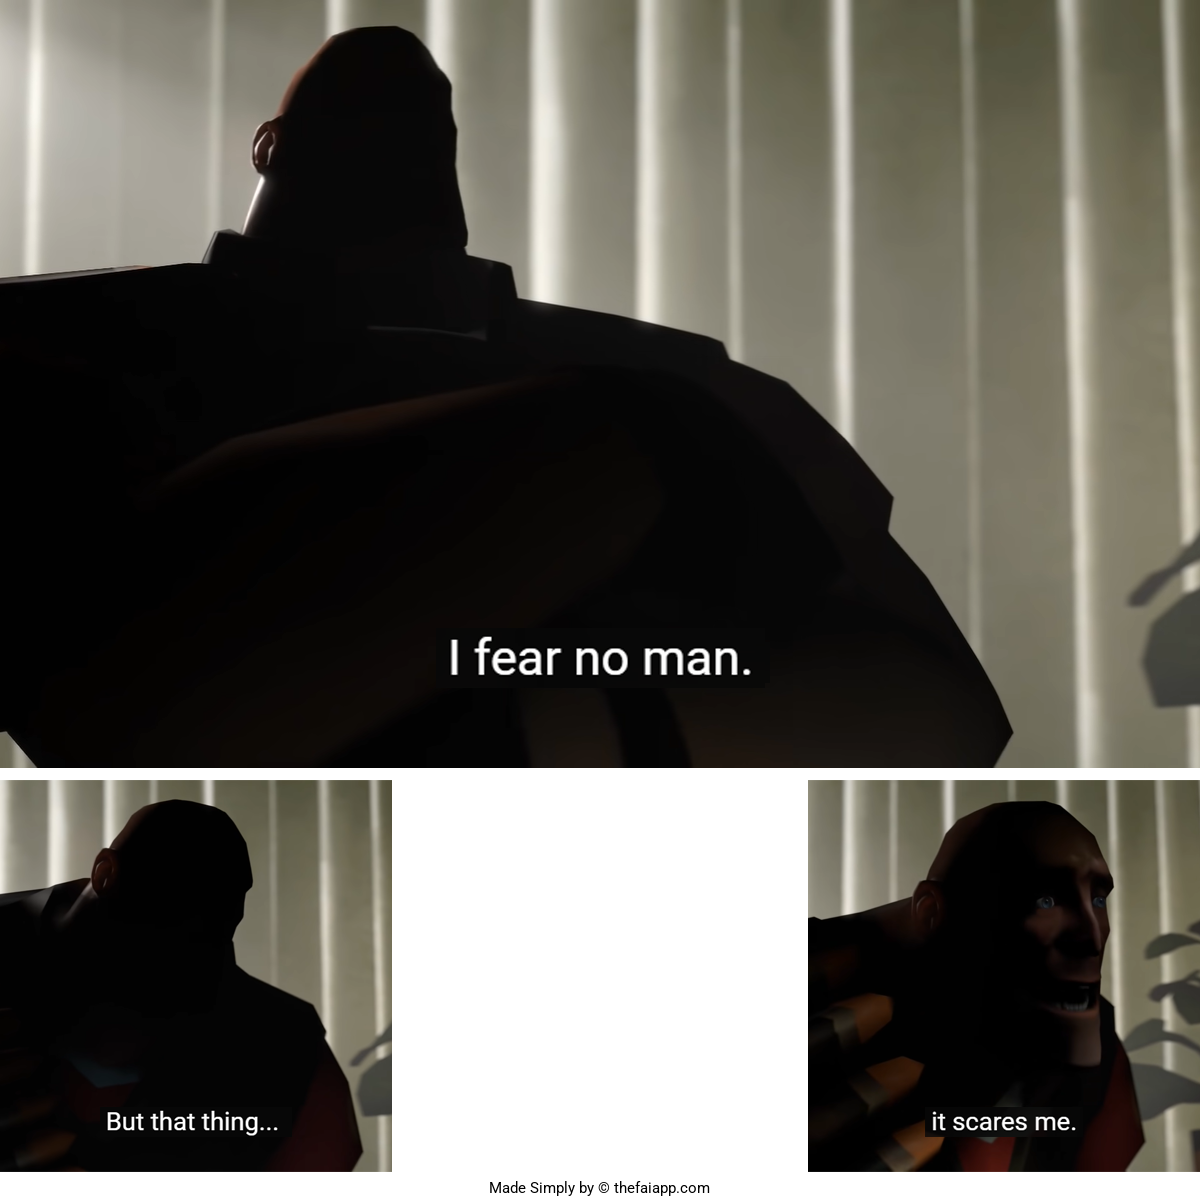 I fear no man.
But that thing...
it scares me.
Made Simply by © thefaiapp.com